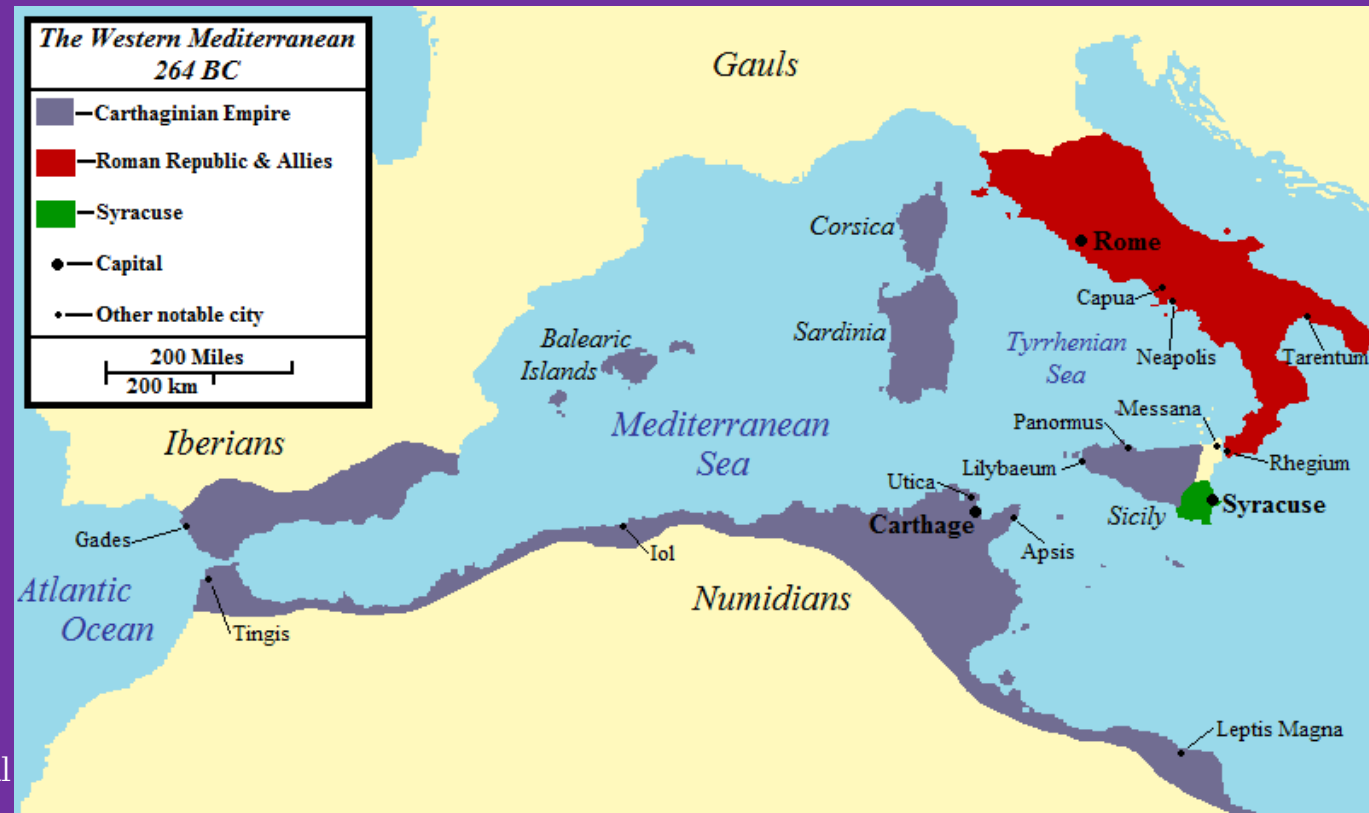 The Western Mediterranean
264 BC
Carthaginian Empire
Roman Republic & Allies
Syracuse
Capital
Other notable city
200 Miles
200 km
Gauls
Corsica
Rome
Capua
Sardinia
Tyrrhenian
Sea
Neapolis
Tarentum
Balearic
Islands
Mediterranean
Sea
Messana
Panormus
Iberians
Lilybaeum
Rhegium
Utica
Carthage
Sicily
Syracuse
Gades
Iol
Apsis
Atlantic
Ocean
Numidians
Tingis
Leptis Magna